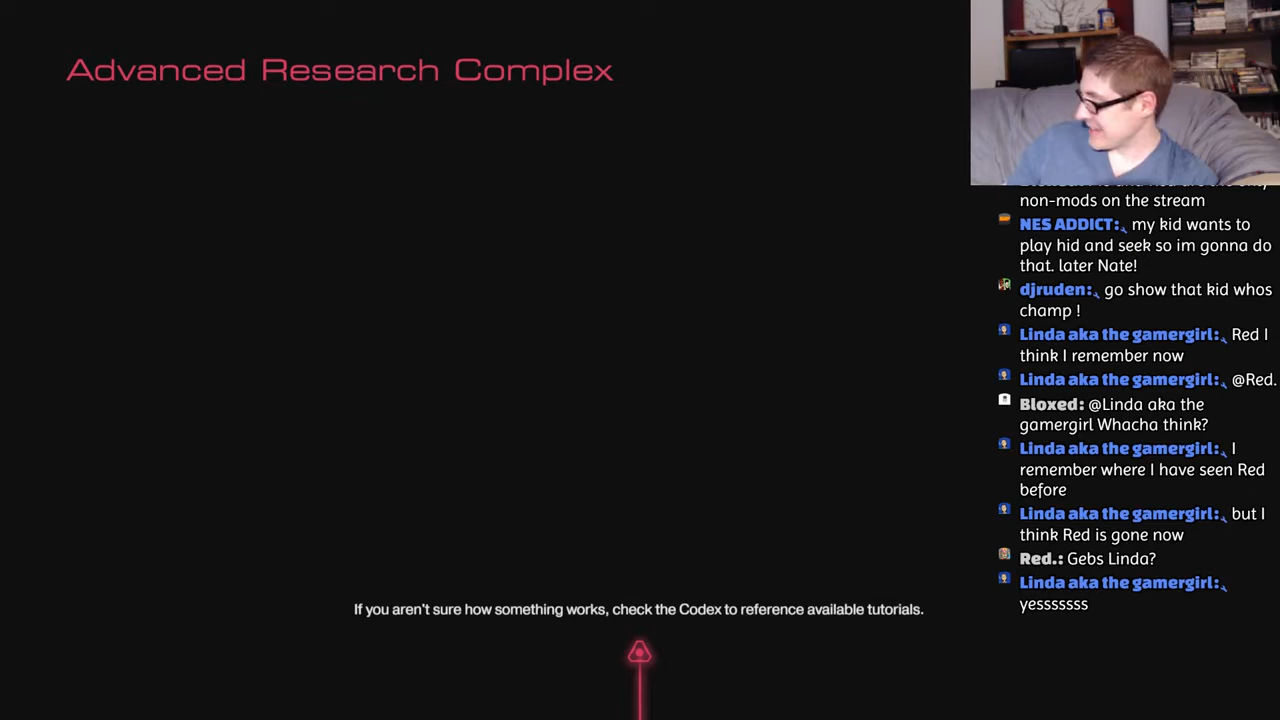 Advanced Research Complex
non-mods on the stream
NES ADDICT: my kid wants to
play hid and seek so im gonna do
that. later Nate!
djruden: go show that kid whos
champ !
Linda aka the gamergirl: Red I
think I remember now
Linda aka the gamergirl: @Red.
Bloxed: @Linda aka the
gamergirl Whacha think?
Linda aka the gamergirl: I
remember where I have seen Red
before
Linda aka the gamergirl: but I
think Red is gone now
Red.: Gebs Linda?
Linda aka the gamergirl:
yesssssss
If you aren't sure how something works, check the Codex to reference available tutorials.